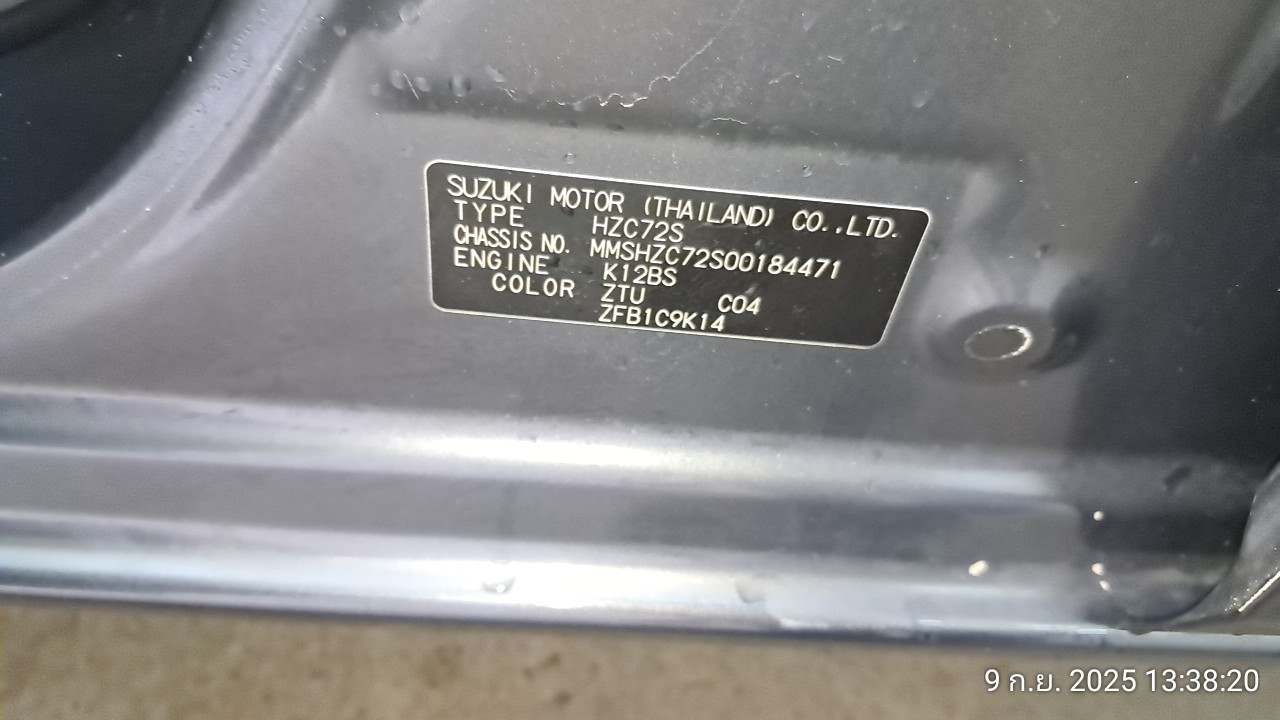 SUZUKI MOTOR (THAILAND) CO.,LTD.
TYPE HZC72S
CHASSIS NO. MMSHZC72S00184471
ENGINE K12BS
COLOR ZTU C04
ZFB1C9K14
9 ก.ย. 2025 13:38:20